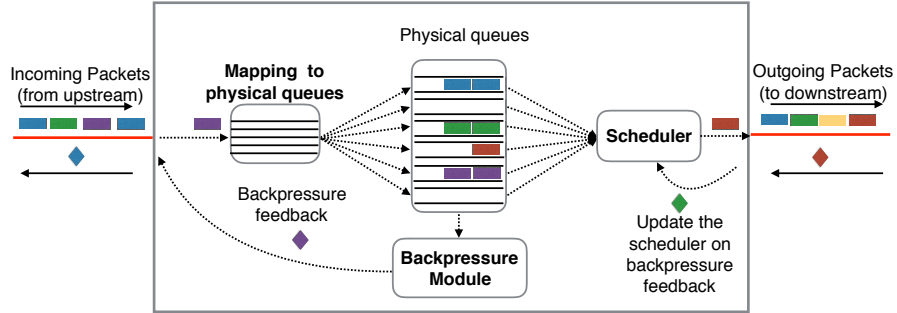 Physical queues
Incoming Packets
(from upstream)
Mapping to
physical queues
Outgoing Packets
(to downstream)
Scheduler
Backpressure
feedback
Update the
scheduler on
backpressure
feedback
Backpressure
Module